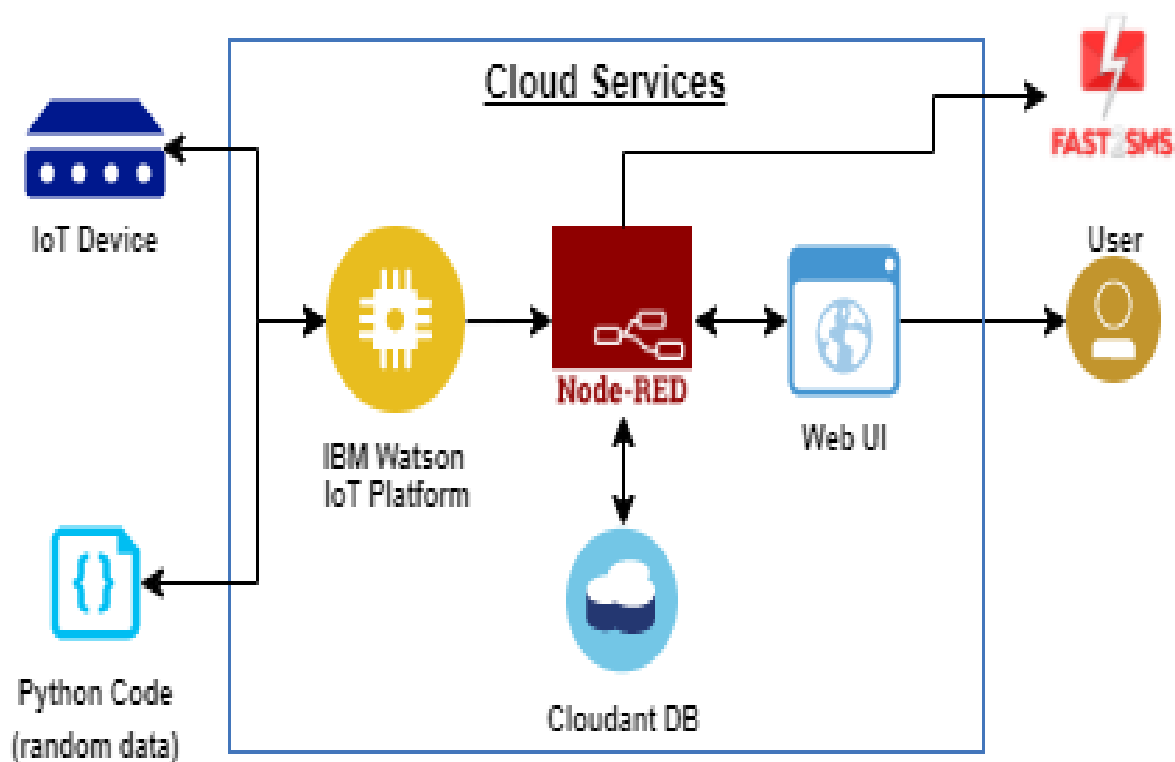 Cloud Services
FAST2SMS
IoT Device
User
Node-RED
Web UI
IBM Watson
IoT Platform
Python Code
(random data)
Cloudant DB